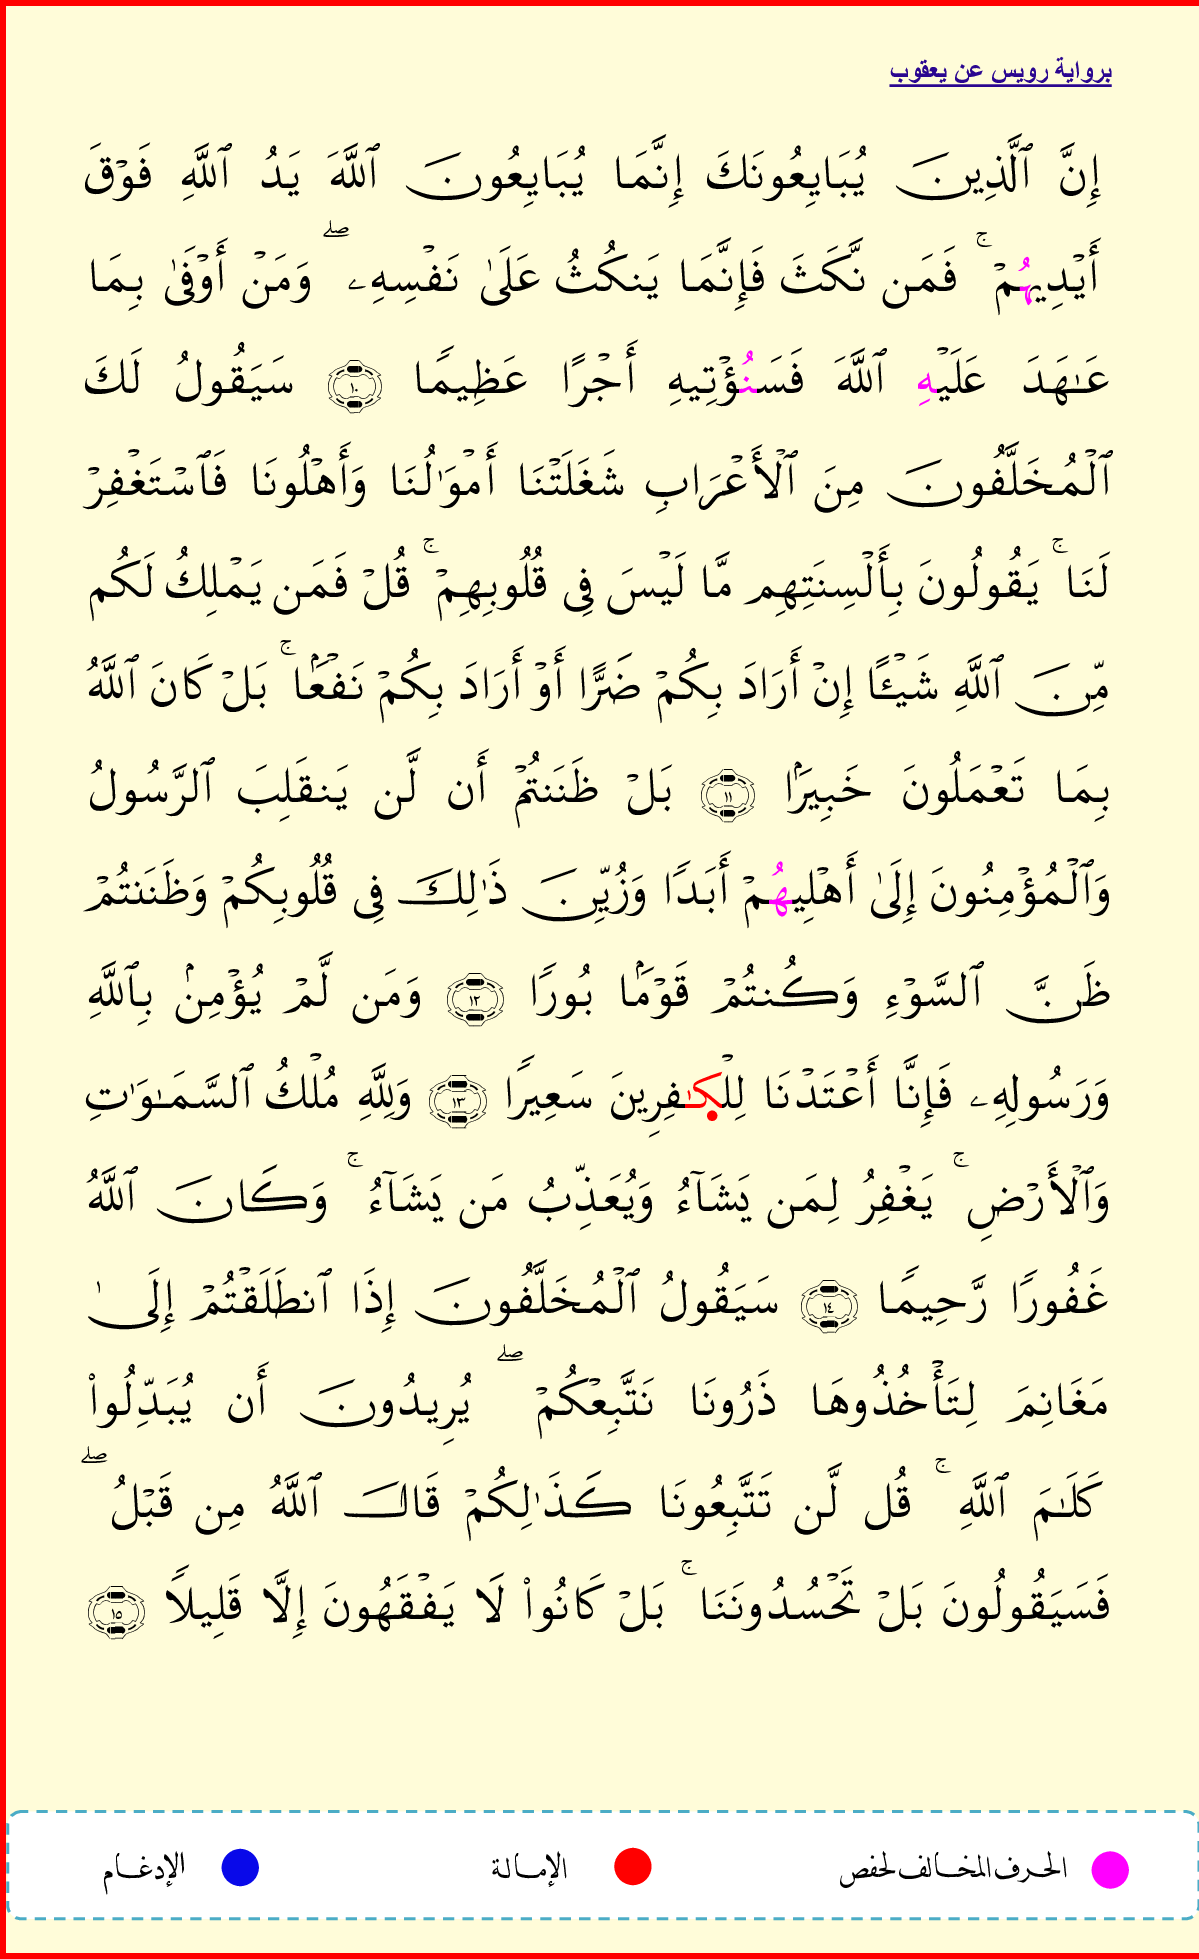 برواية رويس عن يعقوب
إِنَّ ٱلَّذِينَ يُبَايِعُونَكَ إِنَّمَا يُبَايِعُونَ ٱللَّهَ يَدُ ٱللَّهِ فَوْقَ
أَيْدِيهُمْ ۚ فَمَن نَّكَثَ فَإِنَّمَا يَنكُثُ عَلَىٰ نَفْسِهِۦ ۖ وَمَنْ أَوْفَىٰ بِمَا
عَـٰهَدَ عَلَيْهِ ٱللَّهَ فَسَنُؤْتِيهِ أَجْرًا عَظِيمًا ١٠ سَيَقُولُ لَكَ
ٱلْمُخَلَّفُونَ مِنَ ٱلْأَعْرَابِ شَغَلَتْنَا أَمْوَٰلُنَا وَأَهْلُونَا فَٱسْتَغْفِرْ
لَنَا ۚ يَقُولُونَ بِأَلْسِنَتِهِم مَّا لَيْسَ فِى قُلُوبِهِمْ ۚ قُلْ فَمَن يَمْلِكُ لَكُم
مِّنَ ٱللَّهِ شَيْـًٔا إِنْ أَرَادَ بِكُمْ ضَرًّا أَوْ أَرَادَ بِكُمْ نَفْعَۢا ۚ بَلْ كَانَ ٱللَّهُ
بِمَا تَعْمَلُونَ خَبِيرَۢا ١١ بَلْ ظَنَنتُمْ أَن لَّن يَنقَلِبَ ٱلرَّسُولُ
وَٱلْمُؤْمِنُونَ إِلَىٰ أَهْلِيهُمْ أَبَدًا وَزُيِّنَ ذَٰلِكَ فِى قُلُوبِكُمْ وَظَنَنتُمْ
ظَنَّ ٱلسَّوْءِ وَكُنتُمْ قَوْمَۢا بُورًا ١٢ وَمَن لَّمْ يُؤْمِنۢ بِٱللَّهِ
وَرَسُولِهِۦ فَإِنَّا أَعْتَدْنَا لِلْكَـٰفِرِينَ سَعِيرًا ١٣ وَلِلَّهِ مُلْكُ ٱلسَّمَـٰوَٰتِ
وَٱلْأَرْضِ ۚ يَغْفِرُ لِمَن يَشَآءُ وَيُعَذِّبُ مَن يَشَآءُ ۚ وَكَانَ ٱللَّهُ
غَفُورًا رَّحِيمًا ١٤ سَيَقُولُ ٱلْمُخَلَّفُونَ إِذَا ٱنطَلَقْتُمْ إِلَىٰ
مَغَانِمَ لِتَأْخُذُوهَا ذَرُونَا نَتَّبِعْكُمْ ۖ يُرِيدُونَ أَن يُبَدِّلُوا۟
كَلَـٰمَ ٱللَّهِ ۚ قُل لَّن تَتَّبِعُونَا كَذَٰلِكُمْ قَالَ ٱللَّهُ مِن قَبْلُ ۖ
فَسَيَقُولُونَ بَلْ تَحْسُدُونَنَا ۚ بَلْ كَانُوا۟ لَا يَفْقَهُونَ إِلَّا قَلِيلًا ١٥
الحرف المخالف لحفص
الإمالة
الإدغام